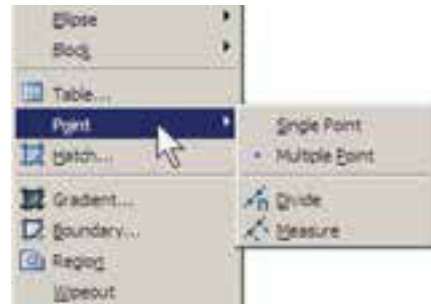 Ellipse
Block
Table...
Point
Hatch...
Gradient...
Boundary...
Region
Wipeout
Single Point
Multiple Point
Divide
Measure